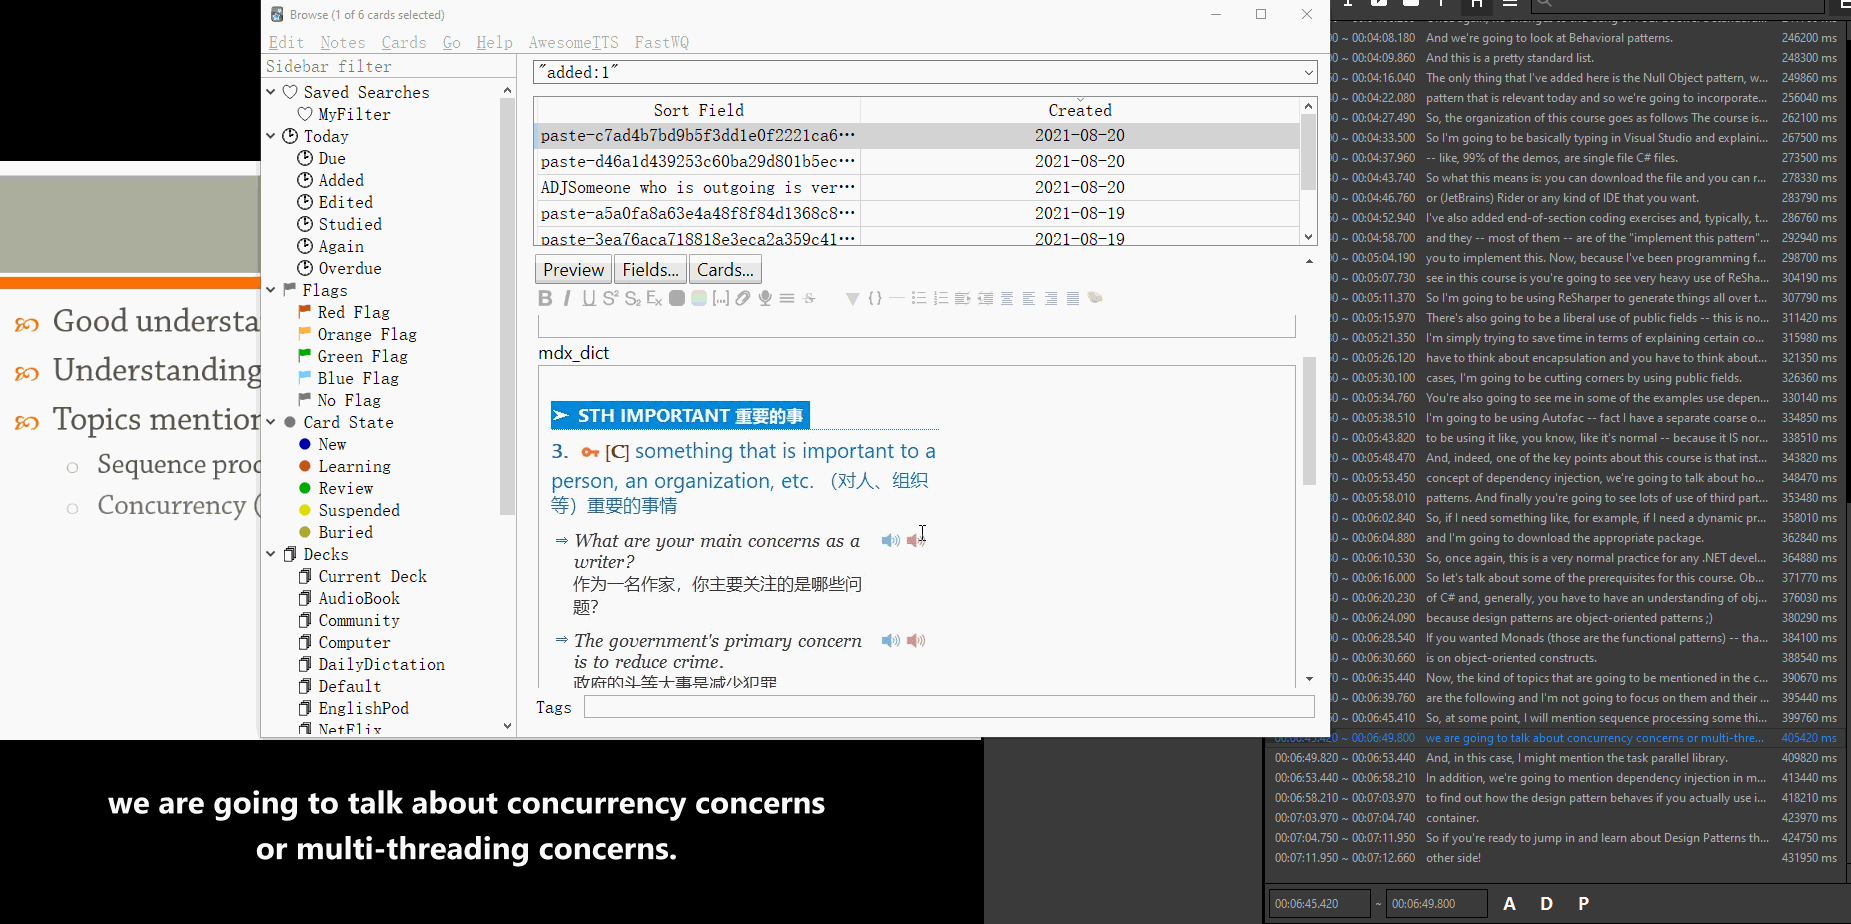 Browse (1 of 6 cards selected)
Edit Notes Cards Go Help AwesomeTTS FastWQ
Sidebar filter
Saved Searches
MyFilter
Today
Due
Added
Edited
Studied
Again
Overdue
Flags
Red Flag
Orange Flag
Green Flag
Blue Flag
No Flag
Card State
New
Learning
Review
Suspended
Buried
Decks
Current Deck
AudioBook
Community
Computer
DailyDictation
Default
EnglishPod
NetFlix
"added:1"
Sort Field Created
paste-c7ad4b7bd9b5f3dd1e0f2221ca6··· 2021-08-20
paste-d46a1d439253c60ba29d801b5ec··· 2021-08-20
ADJSomeone who is outgoing is ver··· 2021-08-20
paste-a5a0fa8a63e4a48f8f84d1368c8··· 2021-08-19
paste-3ea76aca718818e3eca2a359c41··· 2021-08-19
Preview Fields... Cards...
mdx_dict
➤ STH IMPORTANT 重要的事
3. [C] something that is important to a
person, an organization, etc. （对人、组织
等）重要的事情
⇒ What are your main concerns as a
writer?
作为一名作家，你主要关注的是哪些问
题？
⇒ The government's primary concern
is to reduce crime.
政府的头等大事是减少犯罪
Tags
Good understa
Understanding
Topics mention
Sequence proc
Concurrency (
we are going to talk about concurrency concerns
or multi-threading concerns.
~ 00:04:08.180 And we're going to look at Behavioral patterns. 246200 ms
~ 00:04:09.860 And this is a pretty standard list. 248300 ms
~ 00:04:16.040 The only thing that I've added here is the Null Object pattern, w... 249860 ms
~ 00:04:22.080 pattern that is relevant today and so we're going to incorporate... 256040 ms
~ 00:04:27.490 So, the organization of this course goes as follows The course is... 262100 ms
~ 00:04:33.500 So I'm going to be basically typing in Visual Studio and explaini... 267500 ms
~ 00:04:37.960 -- like, 99% of the demos, are single file C# files. 273500 ms
~ 00:04:43.740 So what this means is: you can download the file and you can r... 278330 ms
~ 00:04:46.760 or (JetBrains) Rider or any kind of IDE that you want. 283790 ms
~ 00:04:52.940 I've also added end-of-section coding exercises and, typically, t... 286760 ms
~ 00:04:58.700 and they -- most of them -- are of the "implement this pattern"... 292940 ms
~ 00:05:04.190 you to implement this. Now, because I've been programming f... 298700 ms
~ 00:05:07.730 see in this course is you're going to see very heavy use of ReSha... 304190 ms
~ 00:05:11.370 So I'm going to be using ReSharper to generate things all over t... 307790 ms
~ 00:05:15.970 There's also going to be a liberal use of public fields -- this is no... 311420 ms
~ 00:05:21.350 I'm simply trying to save time in terms of explaining certain co... 315980 ms
~ 00:05:26.120 have to think about encapsulation and you have to think about... 321350 ms
~ 00:05:30.100 cases, I'm going to be cutting corners by using public fields. 326360 ms
~ 00:05:34.760 You're also going to see me in some of the examples use depen... 330140 ms
~ 00:05:38.510 I'm going to be using Autofac -- fact I have a separate coarse o... 334850 ms
~ 00:05:43.820 to be using it like, you know, like it's normal -- because it IS nor... 338510 ms
~ 00:05:48.470 And, indeed, one of the key points about this course is that inst... 343820 ms
~ 00:05:53.450 concept of dependency injection, we're going to talk about ho... 348470 ms
~ 00:05:58.010 patterns. And finally you're going to see lots of use of third part... 353480 ms
~ 00:06:02.840 So, if I need something like, for example, if I need a dynamic pr... 358010 ms
~ 00:06:04.880 and I'm going to download the appropriate package. 362840 ms
~ 00:06:10.530 So, once again, this is a very normal practice for any .NET devel... 364880 ms
~ 00:06:16.000 So let's talk about some of the prerequisites for this course. Ob... 371770 ms
~ 00:06:20.230 of C# and, generally, you have to have an understanding of obj... 376030 ms
~ 00:06:24.090 because design patterns are object-oriented patterns ;) 380290 ms
~ 00:06:28.540 If you wanted Monads (those are the functional patterns) -- tha... 384100 ms
~ 00:06:30.660 is on object-oriented constructs. 388540 ms
~ 00:06:35.440 Now, the kind of topics that are going to be mentioned in the c... 390670 ms
~ 00:06:39.760 are the following and I'm not going to focus on them and their ... 395440 ms
~ 00:06:45.410 So, at some point, I will mention sequence processing some thi... 399760 ms
00:06:45.420 ~ 00:06:49.800 we are going to talk about concurrency concerns or multi-thre... 405420 ms
00:06:49.820 ~ 00:06:53.440 And, in this case, I might mention the task parallel library. 409820 ms
00:06:53.440 ~ 00:06:58.210 In addition, we're going to mention dependency injection in m... 413440 ms
00:06:58.210 ~ 00:07:03.970 to find out how the design pattern behaves if you actually use i... 418210 ms
00:07:03.970 ~ 00:07:04.740 container. 423970 ms
00:07:04.750 ~ 00:07:11.950 So if you're ready to jump in and learn about Design Patterns th... 424750 ms
00:07:11.950 ~ 00:07:12.660 other side! 431950 ms
00:06:45.420 ~ 00:06:49.800 A D P